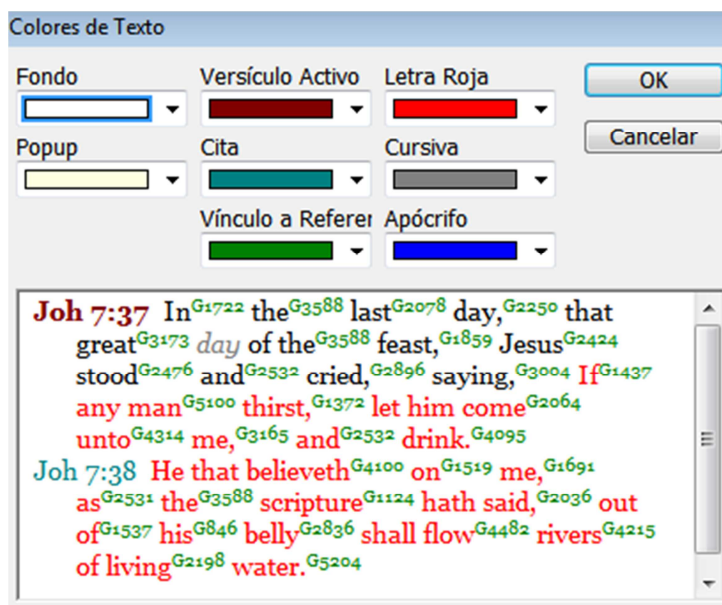 Colores de Texto
Fondo Versículo Activo Letra Roja OK
Popup Cita Cursiva Cancelar
Vínculo a Referer Apócrifo
Joh 7:37 InG1722 theG3588 lastG2078 day,G2250 that
greatG3173 day of theG3588 feast,G1859 JesusG2424
stoodG2476 andG2532 cried,G2896 saying,G3004 IfG1437
any manG5100 thirst,G1372 let him comeG2064
untoG4314 me,G3165 andG2532 drink.G4095
Joh 7:38 He that believethG4100 onG1519 me,G1691
asG2531 theG3588 scriptureG1124 hath said,G2036 out
ofG1537 hisG846 bellyG2836 shall flowG4482 riversG4215
of livingG2198 water.G5204